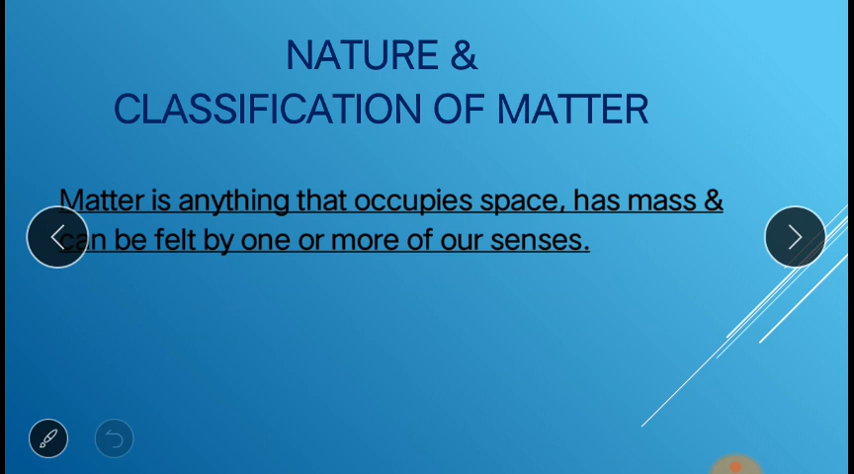 NATURE &
CLASSIFICATION OF MATTER
Matter is anything that occupies space, has mass &
can be felt by one or more of our senses.